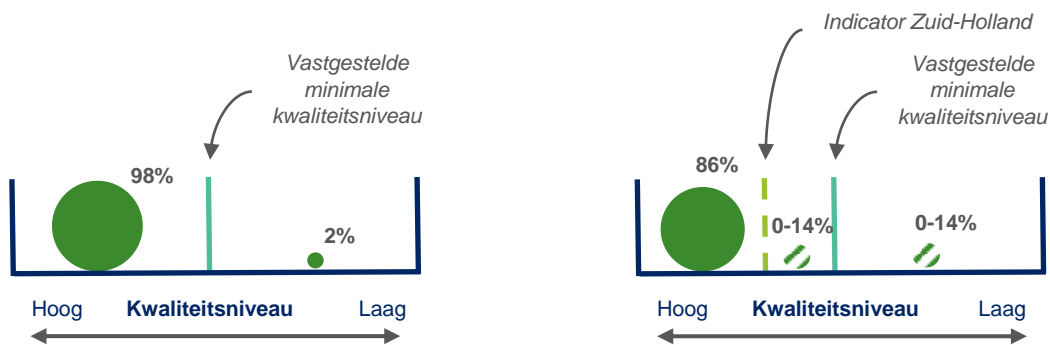 Vastgestelde
minimale
kwaliteitsniveau
98%
2%
Hoog Kwaliteitsniveau Laag
Indicator Zuid-Holland
Vastgestelde
minimale
kwaliteitsniveau
86%
0-14%
0-14%
Hoog Kwaliteitsniveau Laag